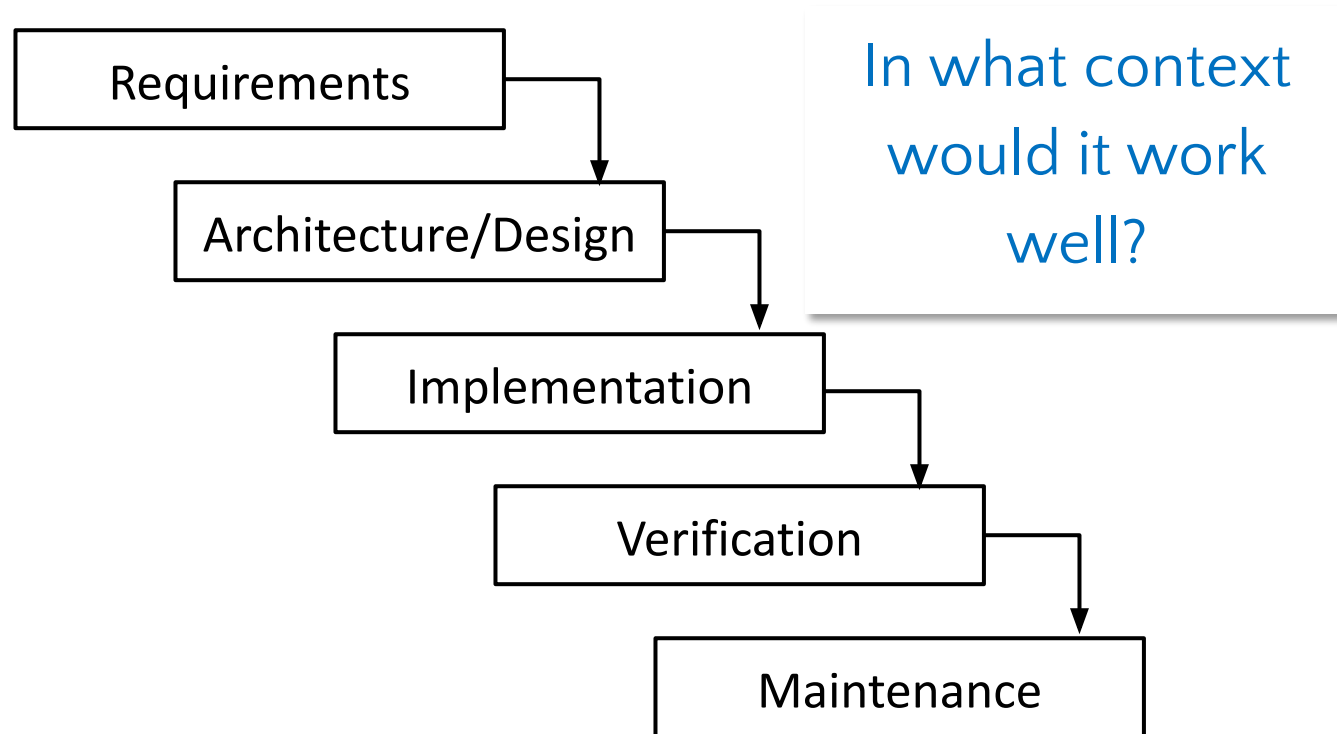 Requirements
In what context
would it work
well?
Architecture/Design
Implementation
Verification
Maintenance